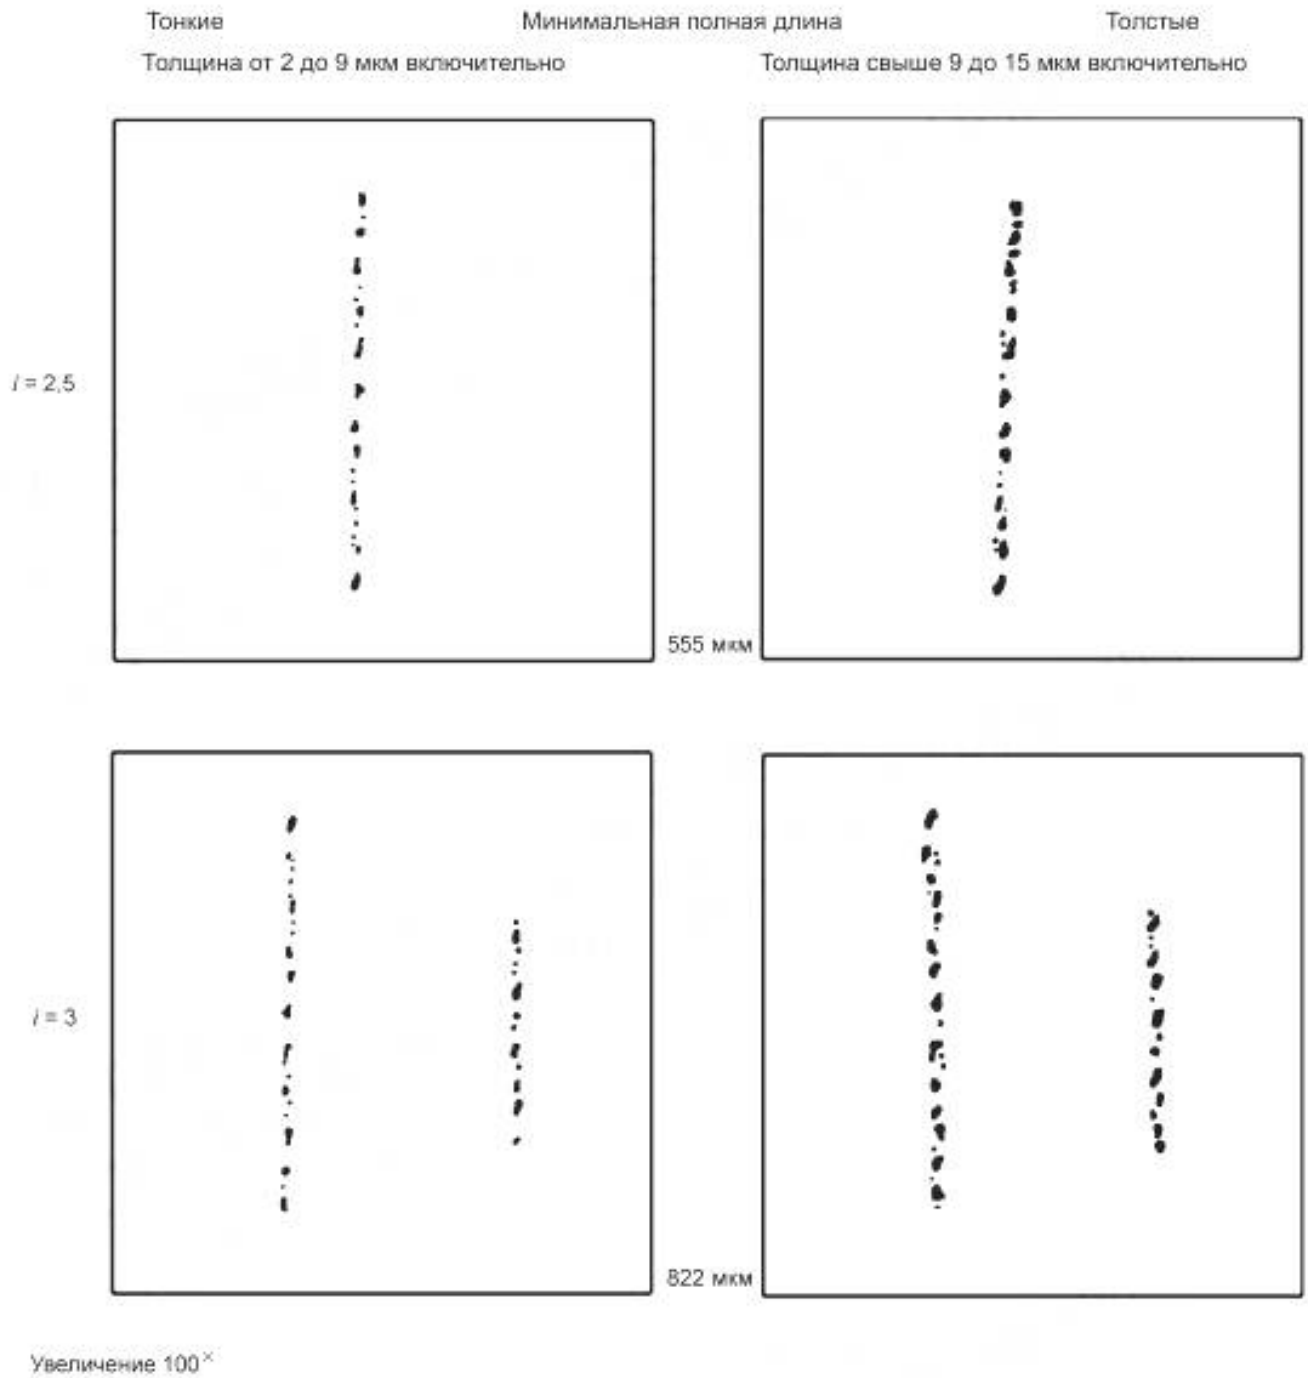 Тонкие Минимальная полная длина Толстые
Толщина от 2 до 9 мкм включительно Толщина свыше 9 до 15 мкм включительно
i = 2,5
555 мкм
i = 3
822 мкм
Увеличение 100×